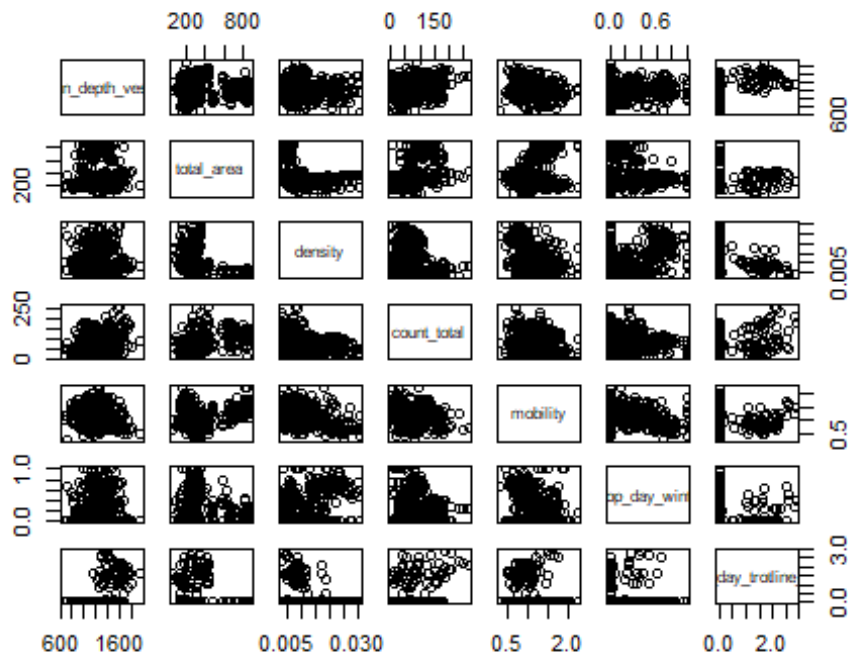 200 800 0 150 0.0 0.6
n_depth_ves 600
200 total_area
density 0.005
0 250 count_total
mobility 0.5
0.0 1.0 op_day_wint
day_trotline 0.0 3.0
600 1600 0.005 0.030 0.5 2.0 0.0 2.0